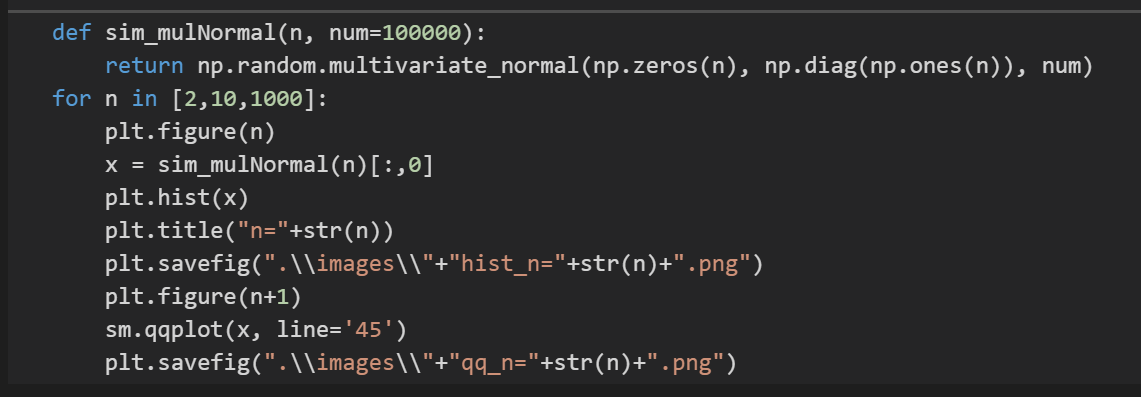 def sim_mulNormal(n, num=100000):
    return np.random.multivariate_normal(np.zeros(n), np.diag(np.ones(n)), num)
for n in [2,10,1000]:
    plt.figure(n)
    x = sim_mulNormal(n)[:,0]
    plt.hist(x)
    plt.title("n="+str(n))
    plt.savefig(".\\images\\"+"hist_n="+str(n)+".png")
    plt.figure(n+1)
    sm.qqplot(x, line='45')
    plt.savefig(".\\images\\"+"qq_n="+str(n)+".png")